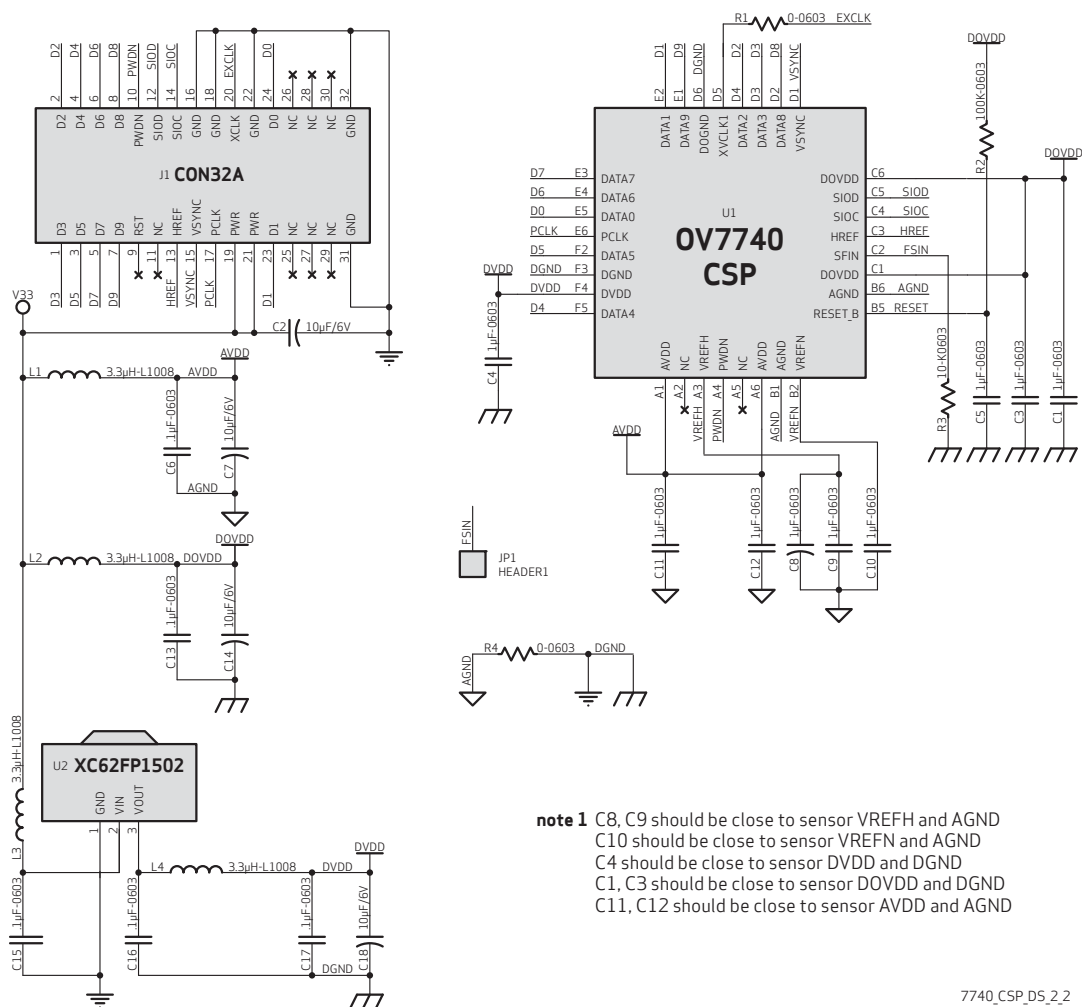 D2
D4
D6
D8
PWDN
SIOD
SIOC
EXCLK
D0
2
4
6
8
10
12
14
16
18
20
22
24
26
28
30
32
D2
D4
D6
D8
PWDN
SIOD
SIOC
GND
GND
XCLK
GND
D0
NC
NC
NC
GND
J1 CON32A
D3
D5
D7
D9
RST
NC
HREF
VSYNC
PCLK
PWR
PWR
D1
NC
NC
NC
GND
1
3
5
7
9
11
13
15
17
19
21
23
25
27
29
31
D3
D5
D7
D9
HREF
VSYNC
PCLK
D1
V33
C2 10μF/6V
AVDD
L1 3.3μH-L1008 AVDD
C6 .1μF-0603
C7 10μF/6V
AGND
DOVDD
L2 3.3μH-L1008 DOVDD
C13 .1μF-0603
C14 10μF/6V
L3 3.3μH-L1008
U2 XC62FP1502
GND
VIN
VOUT
1
2
3
L4 3.3μH-L1008 DVDD
DVDD
C15 .1μF-0603
C16 .1μF-0603
C17 .1μF-0603
C18 10μF/6V
DGND
R1 0-0603 EXCLK
D1
D9
DGND
D2
D3
D8
VSYNC
E2
E1
D6
D5
D4
D3
D2
D1
DATA1
DATA9
DOGND
XVCLK1
DATA2
DATA3
DATA8
VSYNC
D7 E3 DATA7
D6 E4 DATA6
D0 E5 DATA0
PCLK E6 PCLK
D5 F2 DATA5
DGND F3 DGND
DVDD F4 DVDD
D4 F5 DATA4
U1
OV7740
CSP
DOVDD C6
SIOD C5 SIOD
SIOC C4 SIOC
HREF C3 HREF
SFIN C2 FSIN
DOVDD C1
AGND B6 AGND
RESET_B B5 RESET
AVDD
NC
VREFH
PWDN
NC
AVDD
AGND
VREFN
A1
A2
A3
A4
A5
A6
B1
B2
VREFH
PWDN
AGND
VREFN
DVDD
C4 1μF-0603
DOVDD
R2 100K-0603
DOVDD
R3 10-K0603
C5 1μF-0603
C3 .1μF-0603
C1 .1μF-0603
AVDD
C11 .1μF-0603
C12 .1μF-0603
C8 1μF-0603
C9 .1μF-0603
C10 .1μF-0603
FSIN
JP1
HEADER1
AGND
R4 0-0603 DGND
note 1 C8, C9 should be close to sensor VREFH and AGND
C10 should be close to sensor VREFN and AGND
C4 should be close to sensor DVDD and DGND
C1, C3 should be close to sensor DOVDD and DGND
C11, C12 should be close to sensor AVDD and AGND
7740_CSP_DS_2_2